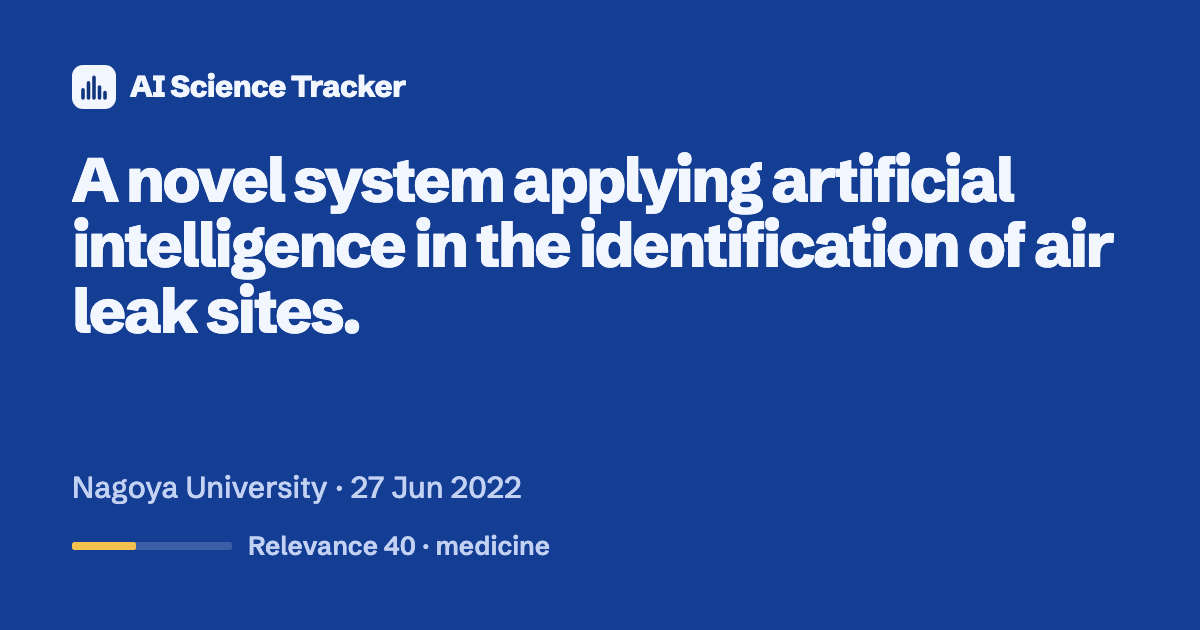 AI Science Tracker
A novel system applying artificial
intelligence in the identification of air
leak sites.
Nagoya University · 27 Jun 2022
Relevance 40 · medicine